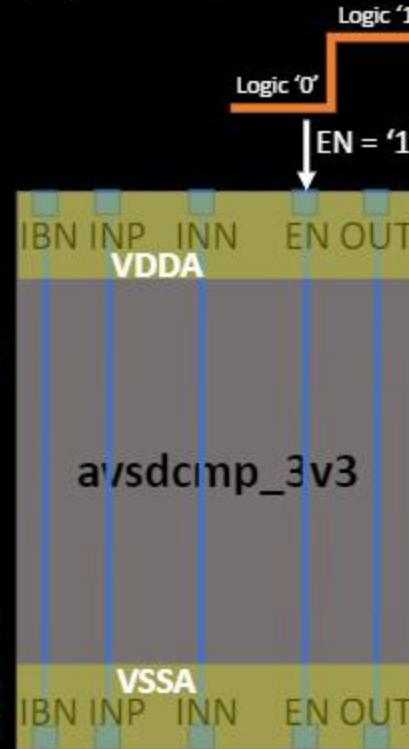 Logic '1
Logic '0'
EN = '1
IBN INP INN EN OUT
VDDA
avsdcmp_3v3
VSSA
IBN INP INN EN OUT